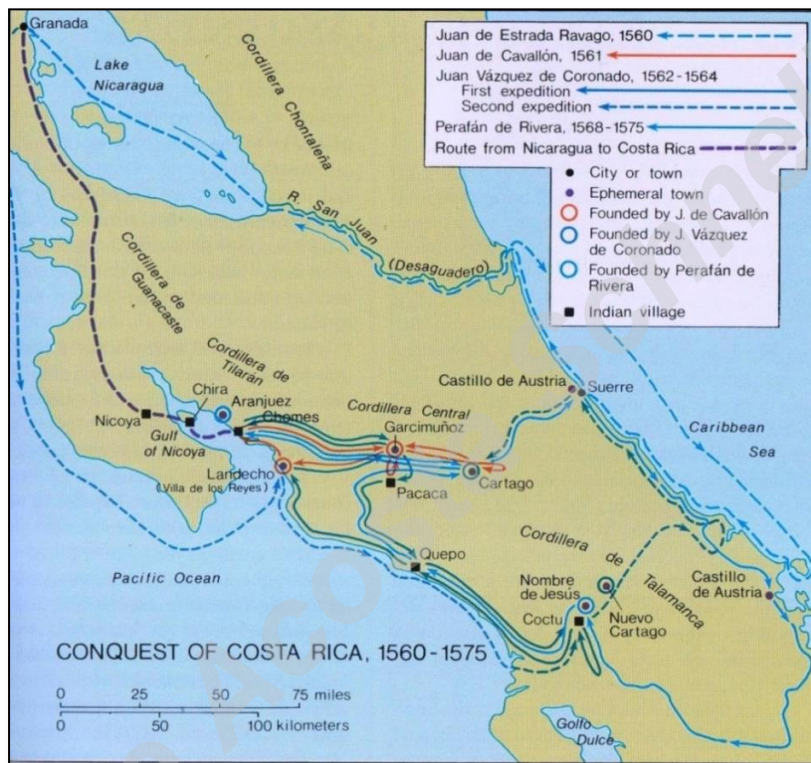 Granada
Lake
Nicaragua
Cordillera Chontaleña
Juan de Estrada Ravago, 1560
Juan de Cavallón, 1561
Juan Vázquez de Coronado, 1562-1564
First expedition
Second expedition
Perafán de Rivera, 1568-1575
Route from Nicaragua to Costa Rica
City or town
Ephemeral town
Founded by J. de Cavallón
Founded by J. Vázquez
de Coronado
Founded by Perafán de
Rivera
Indian village
R. San Juan
(Desaguadero)
Cordillera de
Guanacaste
Cordillera de
Tilarán
Chira
Aranjuez
Nicoya
Chomes
Gulf
of Nicoya
Cordillera Central
Garcimuñoz
Castillo de Austria
Suerre
Caribbean
Sea
Landecho
(Villa de los Reyes)
Pacaca
Cartago
Quepo
Cordillera
de
Talamanca
Pacific Ocean
Nombre
de Jesús
Coctu
Nuevo
Cartago
Castillo
de Austria
CONQUEST OF COSTA RICA, 1560-1575
0 25 50 75 miles
0 50 100 kilometers
Golfo
Dulce